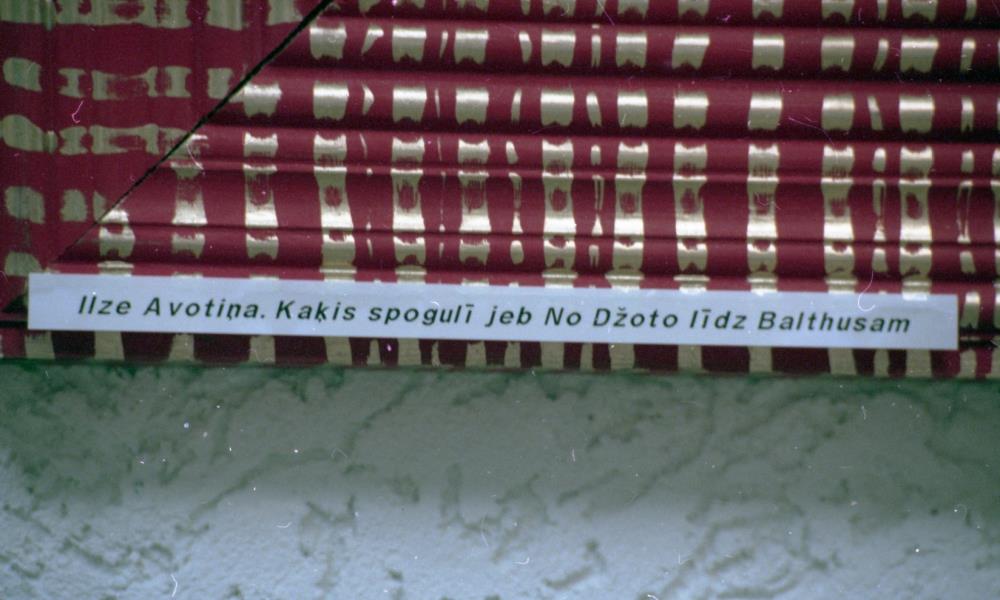 Ilze Avotiņa. Kaķis spogulī jeb No Džoto līdz Balthusam